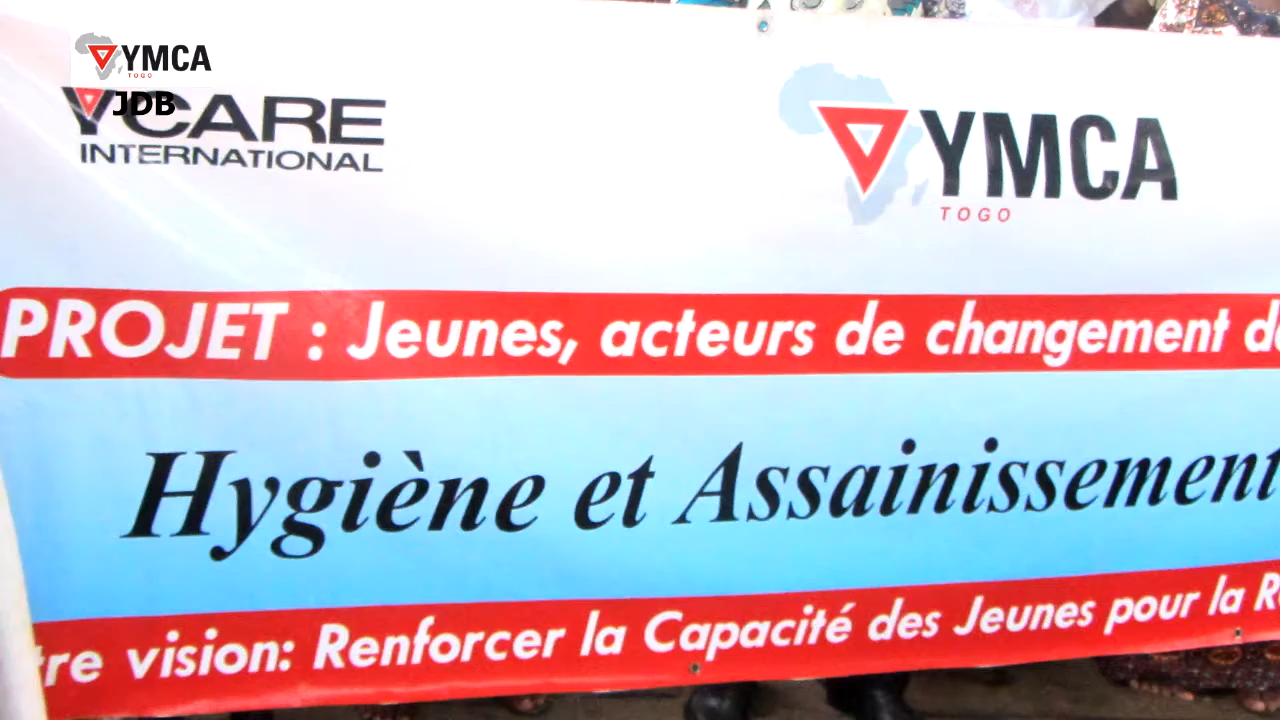 YMCA
TOGO
JDB
YCARE
INTERNATIONAL
YMCA
TOGO
PROJET : Jeunes, acteurs de changement
Hygiène et Assainissement
vision: Renforcer la Capacité des Jeunes pour la